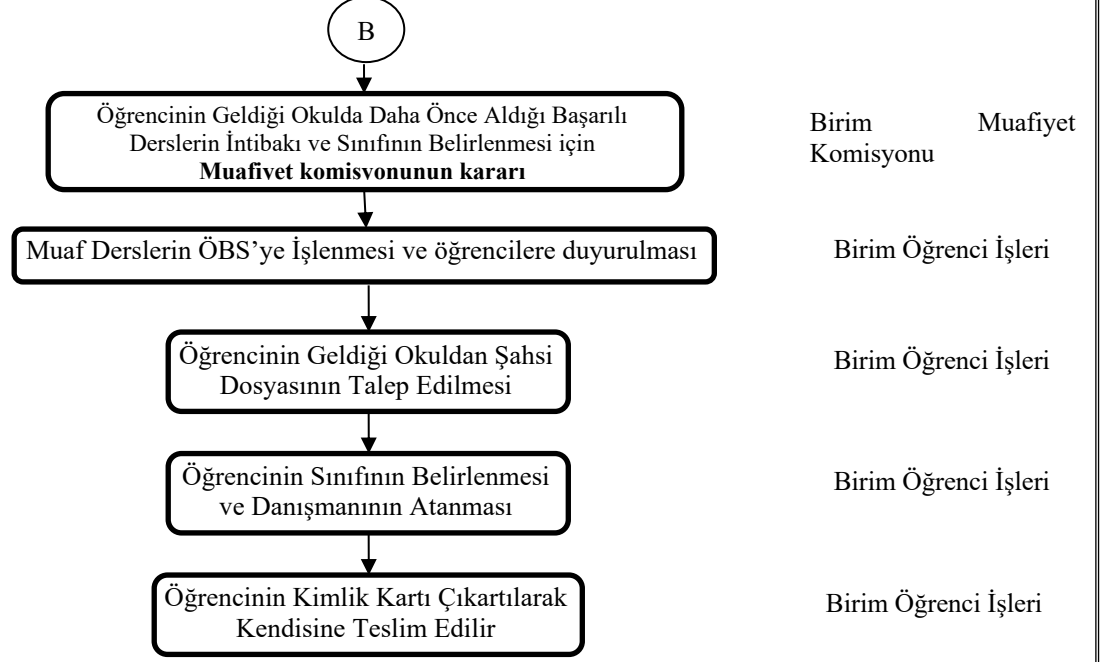 B
Öğrencinin Geldiği Okulda Daha Önce Aldığı Başarılı
Derslerin İntibakı ve Sınıfının Belirlenmesi için
Muafiyet komisyonunun kararı
Birim Muafiyet
Komisyonu
Muaf Derslerin ÖBS’ye İşlenmesi ve öğrencilere duyurulması
Birim Öğrenci İşleri
Öğrencinin Geldiği Okuldan Şahsi
Dosyasının Talep Edilmesi
Birim Öğrenci İşleri
Öğrencinin Sınıfının Belirlenmesi
ve Danışmanının Atanması
Birim Öğrenci İşleri
Öğrencinin Kimlik Kartı Çıkartılarak
Kendisine Teslim Edilir
Birim Öğrenci İşleri